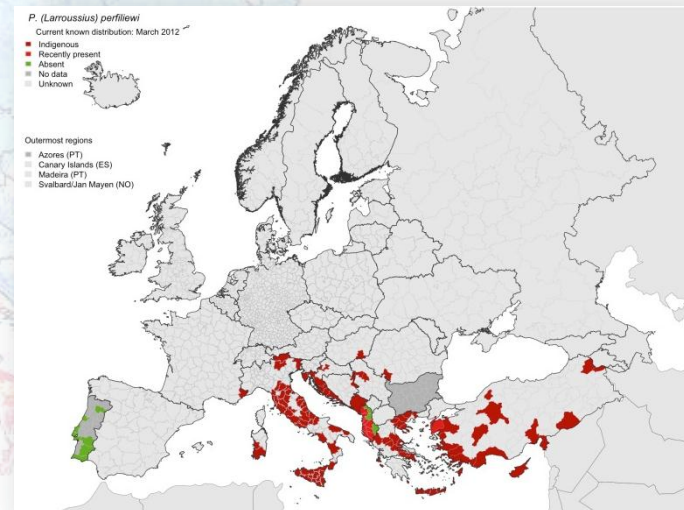 P. (Larroussius) perfiliewi
Current known distribution: March 2012
Indigenous
Recently present
Absent
No data
Unknown
Outermost regions
Azores (PT)
Canary Islands (ES)
Madeira (PT)
Svalbard/Jan Mayen (NO)